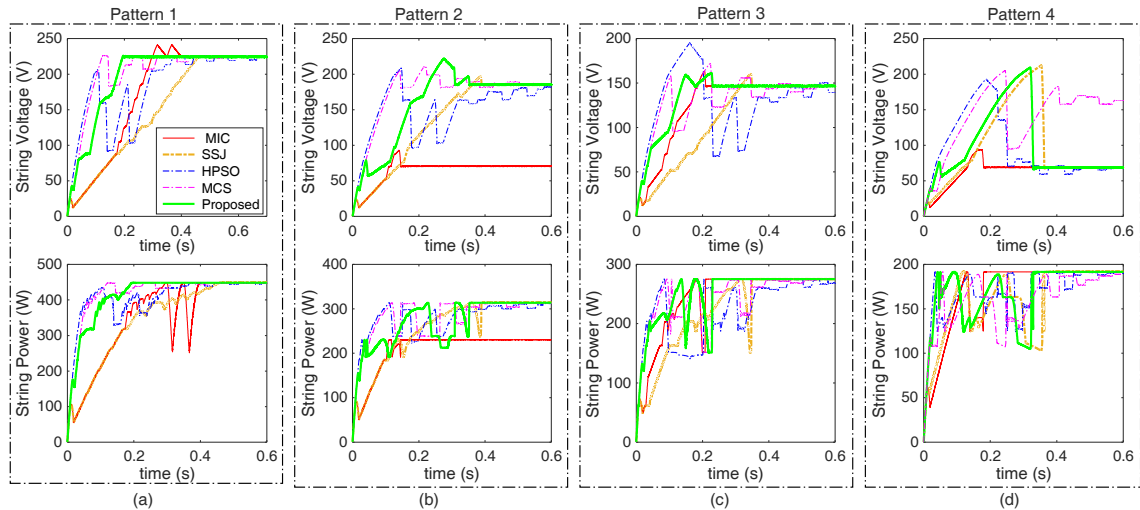 Pattern 1
Pattern 2
Pattern 3
Pattern 4
String Voltage (V)
250
200
150
100
50
0
0 0.2 0.4 0.6
time (s)
MIC
SSJ
HPSO
MCS
Proposed
String Voltage (V)
250
200
150
100
50
0
0 0.2 0.4 0.6
time (s)
String Voltage (V)
200
150
100
50
0
0 0.2 0.4 0.6
time (s)
String Voltage (V)
250
200
150
100
50
0
0 0.2 0.4 0.6
time (s)
String Power (W)
500
400
300
200
100
0
0 0.2 0.4 0.6
time (s)
String Power (W)
400
300
200
100
0
0 0.2 0.4 0.6
time (s)
String Power (W)
300
200
100
0
0 0.2 0.4 0.6
time (s)
String Power (W)
200
150
100
50
0
0 0.2 0.4 0.6
time (s)
(a)
(b)
(c)
(d)